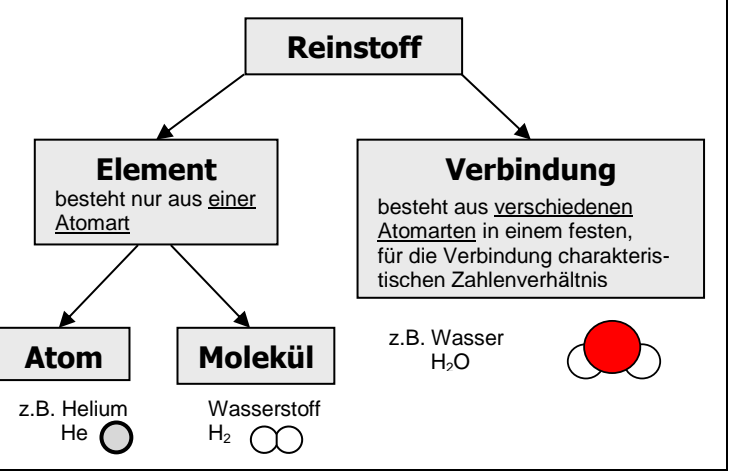 Reinstoff
Element
besteht nur aus einer
Atomart
Verbindung
besteht aus verschiedenen
Atomarten in einem festen,
für die Verbindung charakteris-
tischen Zahlenverhältnis
Atom
Molekül
z.B. Helium
He
Wasserstoff
H₂
z.B. Wasser
H₂O